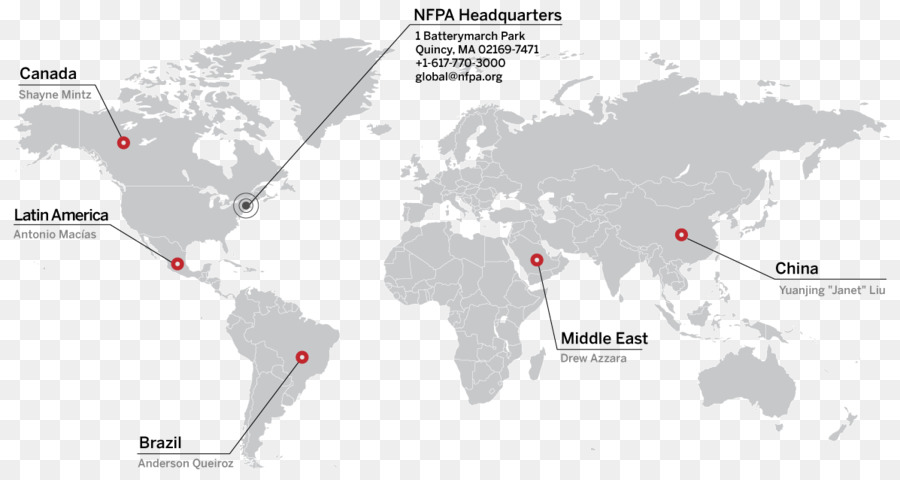 NFPA Headquarters
1 Batterymarch Park
Quincy, MA 02169-7471
+1-617-770-3000
global@nfpa.org
Canada
Shayne Mintz
Latin America
Antonio Macías
China
Yuanjing "Janet" Liu
Middle East
Drew Azzara
Brazil
Anderson Queiroz